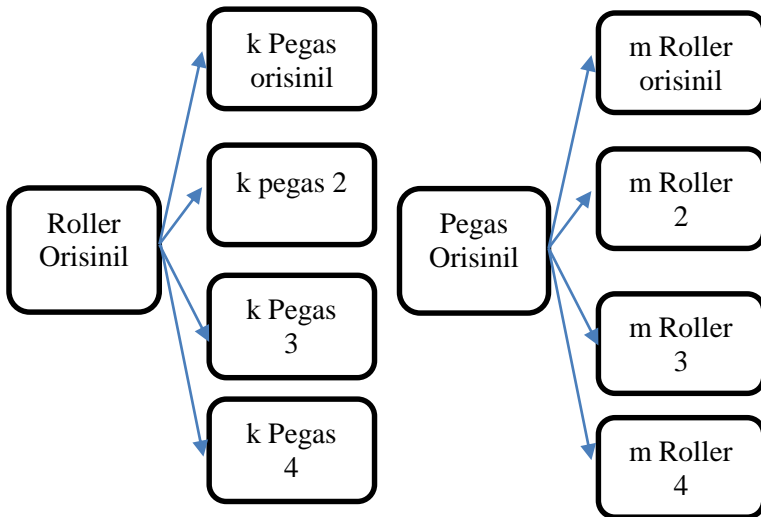 Roller
Orisinil
k Pegas
orisinil
k pegas 2
k Pegas
3
k Pegas
4
Pegas
Orisinil
m Roller
orisinil
m Roller
2
m Roller
3
m Roller
4